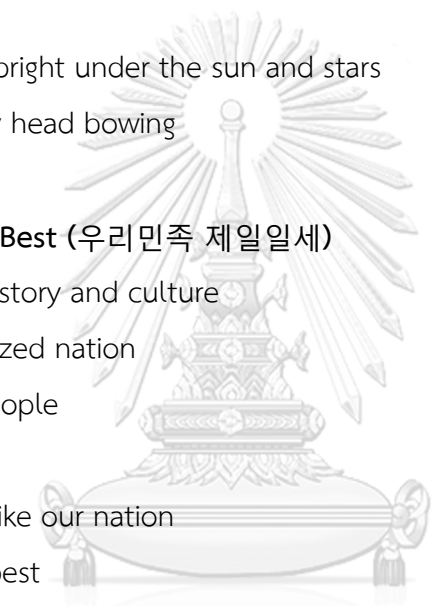 bright under the sun and stars
head bowing
Best (우리민족 제일일세)
story and culture
zed nation
ople
ike our nation
best